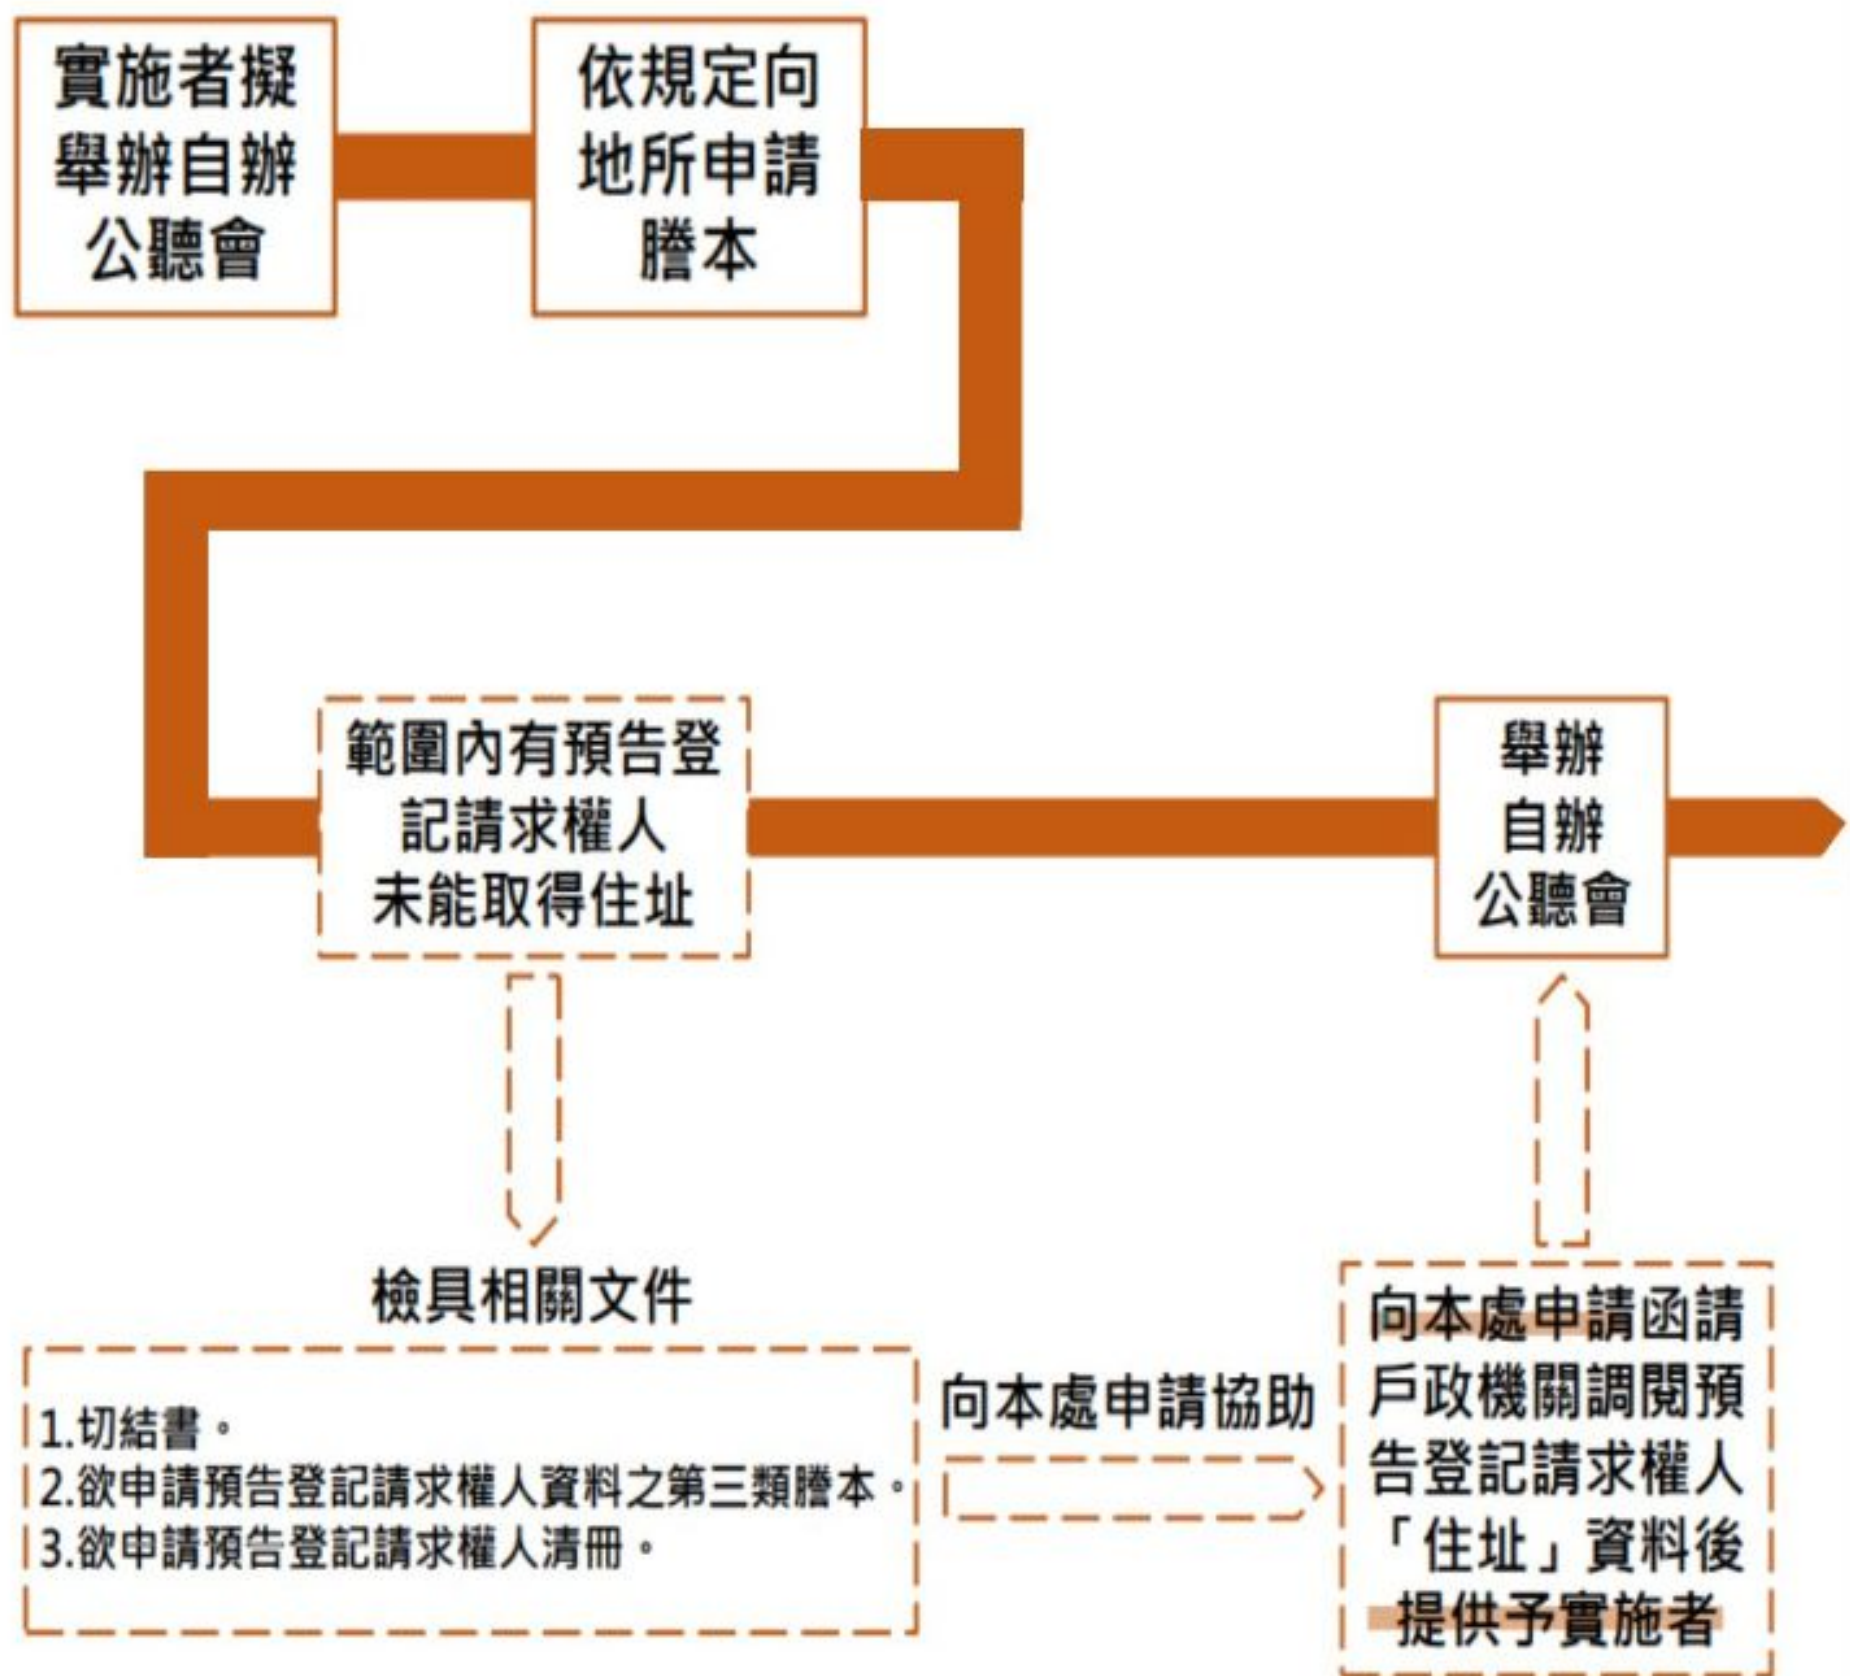 實施者擬
舉辦自辦
公聽會
依規定向
地所申請
謄本
範圍內有預告登
記請求權人
未能取得住址
舉辦
自辦
公聽會
檢具相關文件
1.切結書。
2.欲申請預告登記請求權人資料之第三類謄本。
3.欲申請預告登記請求權人清冊。
向本處申請協助
向本處申請函請
戶政機關調閱預
告登記請求權人
「住址」資料後
提供予實施者